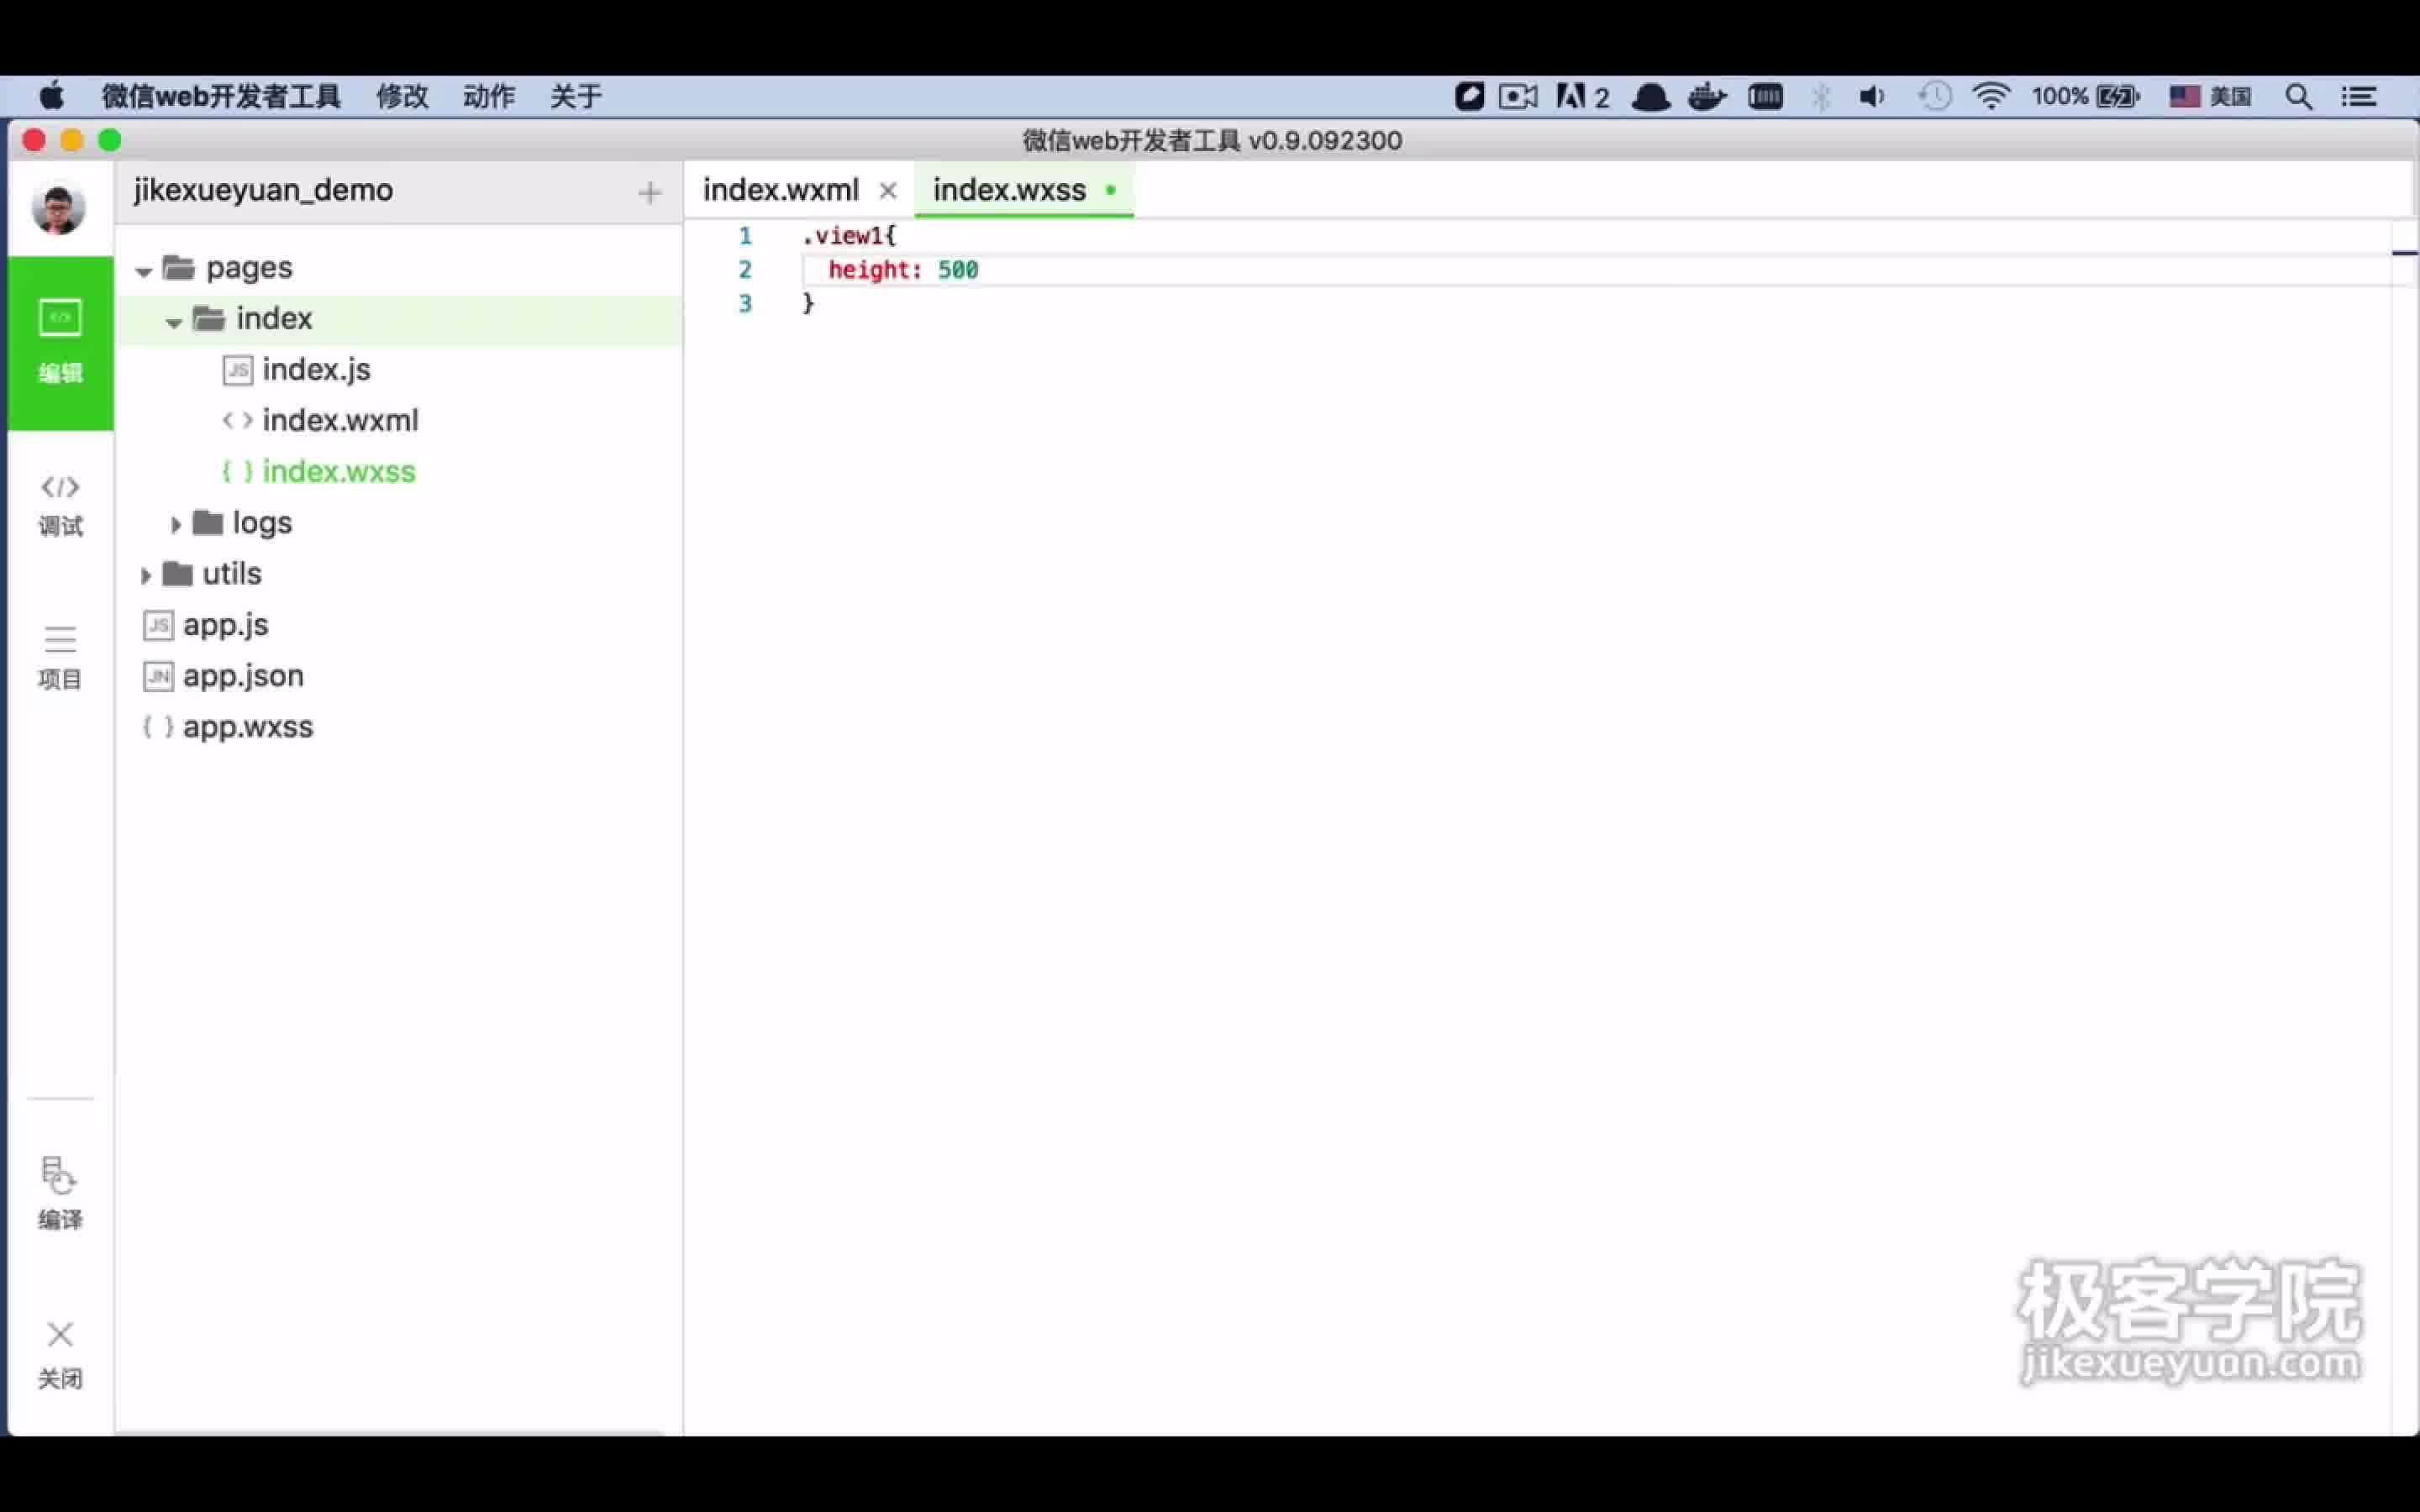 微信web开发者工具 修改 动作 关于 2 100% 美国
微信web开发者工具 v0.9.092300
jikexueyuan_demo
index.wxml index.wxss
pages
index
JS index.js
<> index.wxml
{ } index.wxss
logs
utils
JS app.js
JN app.json
{ } app.wxss
编辑
</>
调试
项目
编译
关闭
1 .view1{
2 height: 500
3 }
极客学院
jikexueyuan.com